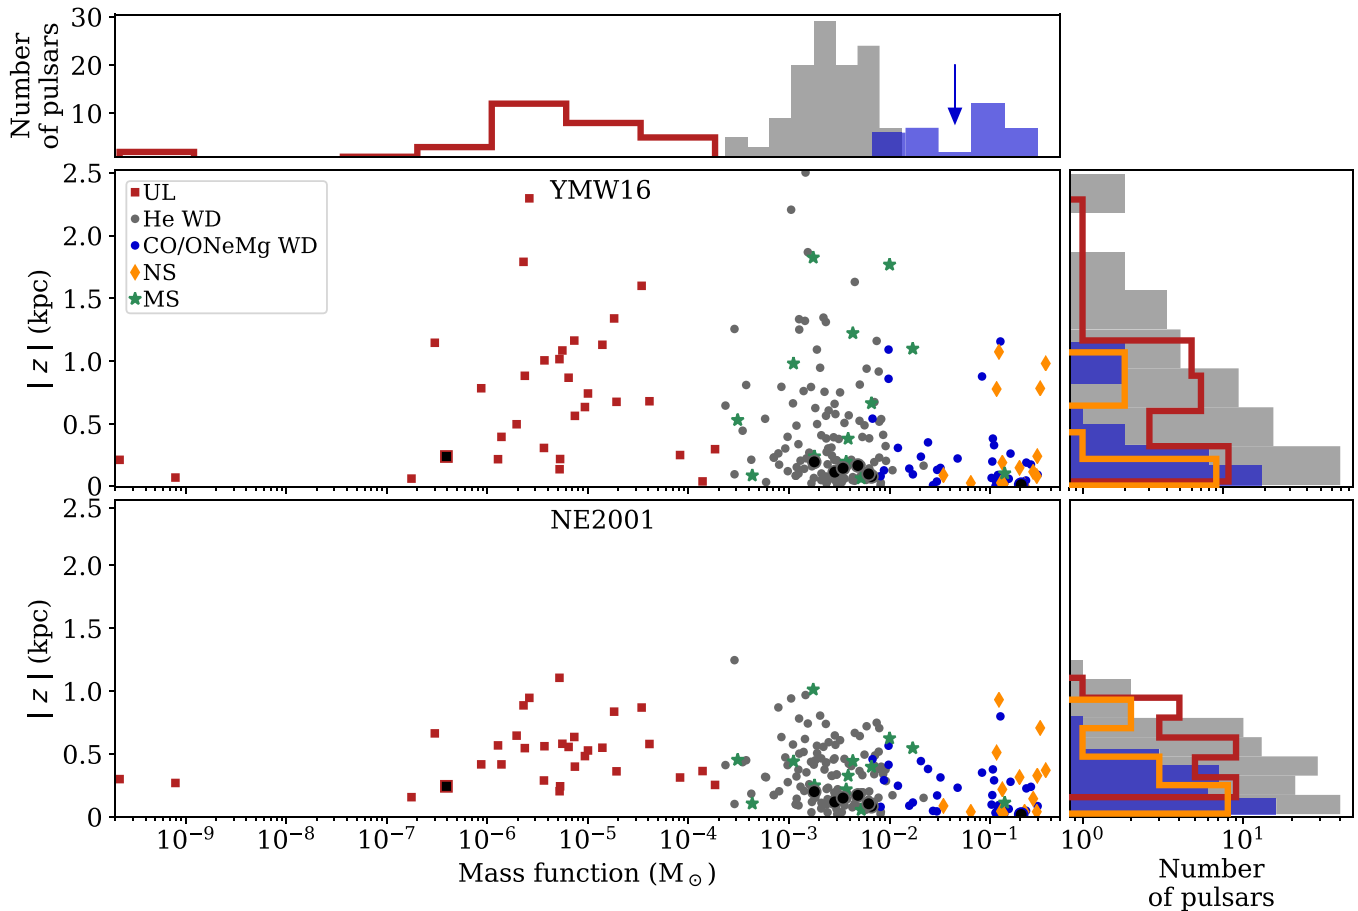 Number
of pulsars
30
20
10
YMW16
UL
He WD
CO/ONeMg WD
NS
MS
| z | (kpc)
2.5
2.0
1.5
1.0
0.5
0
NE2001
| z | (kpc)
2.5
2.0
1.5
1.0
0.5
0
10⁻⁹ 10⁻⁸ 10⁻⁷ 10⁻⁶ 10⁻⁵ 10⁻⁴ 10⁻³ 10⁻² 10⁻¹
Mass function (M⊙)
10⁰ 10¹
Number
of pulsars